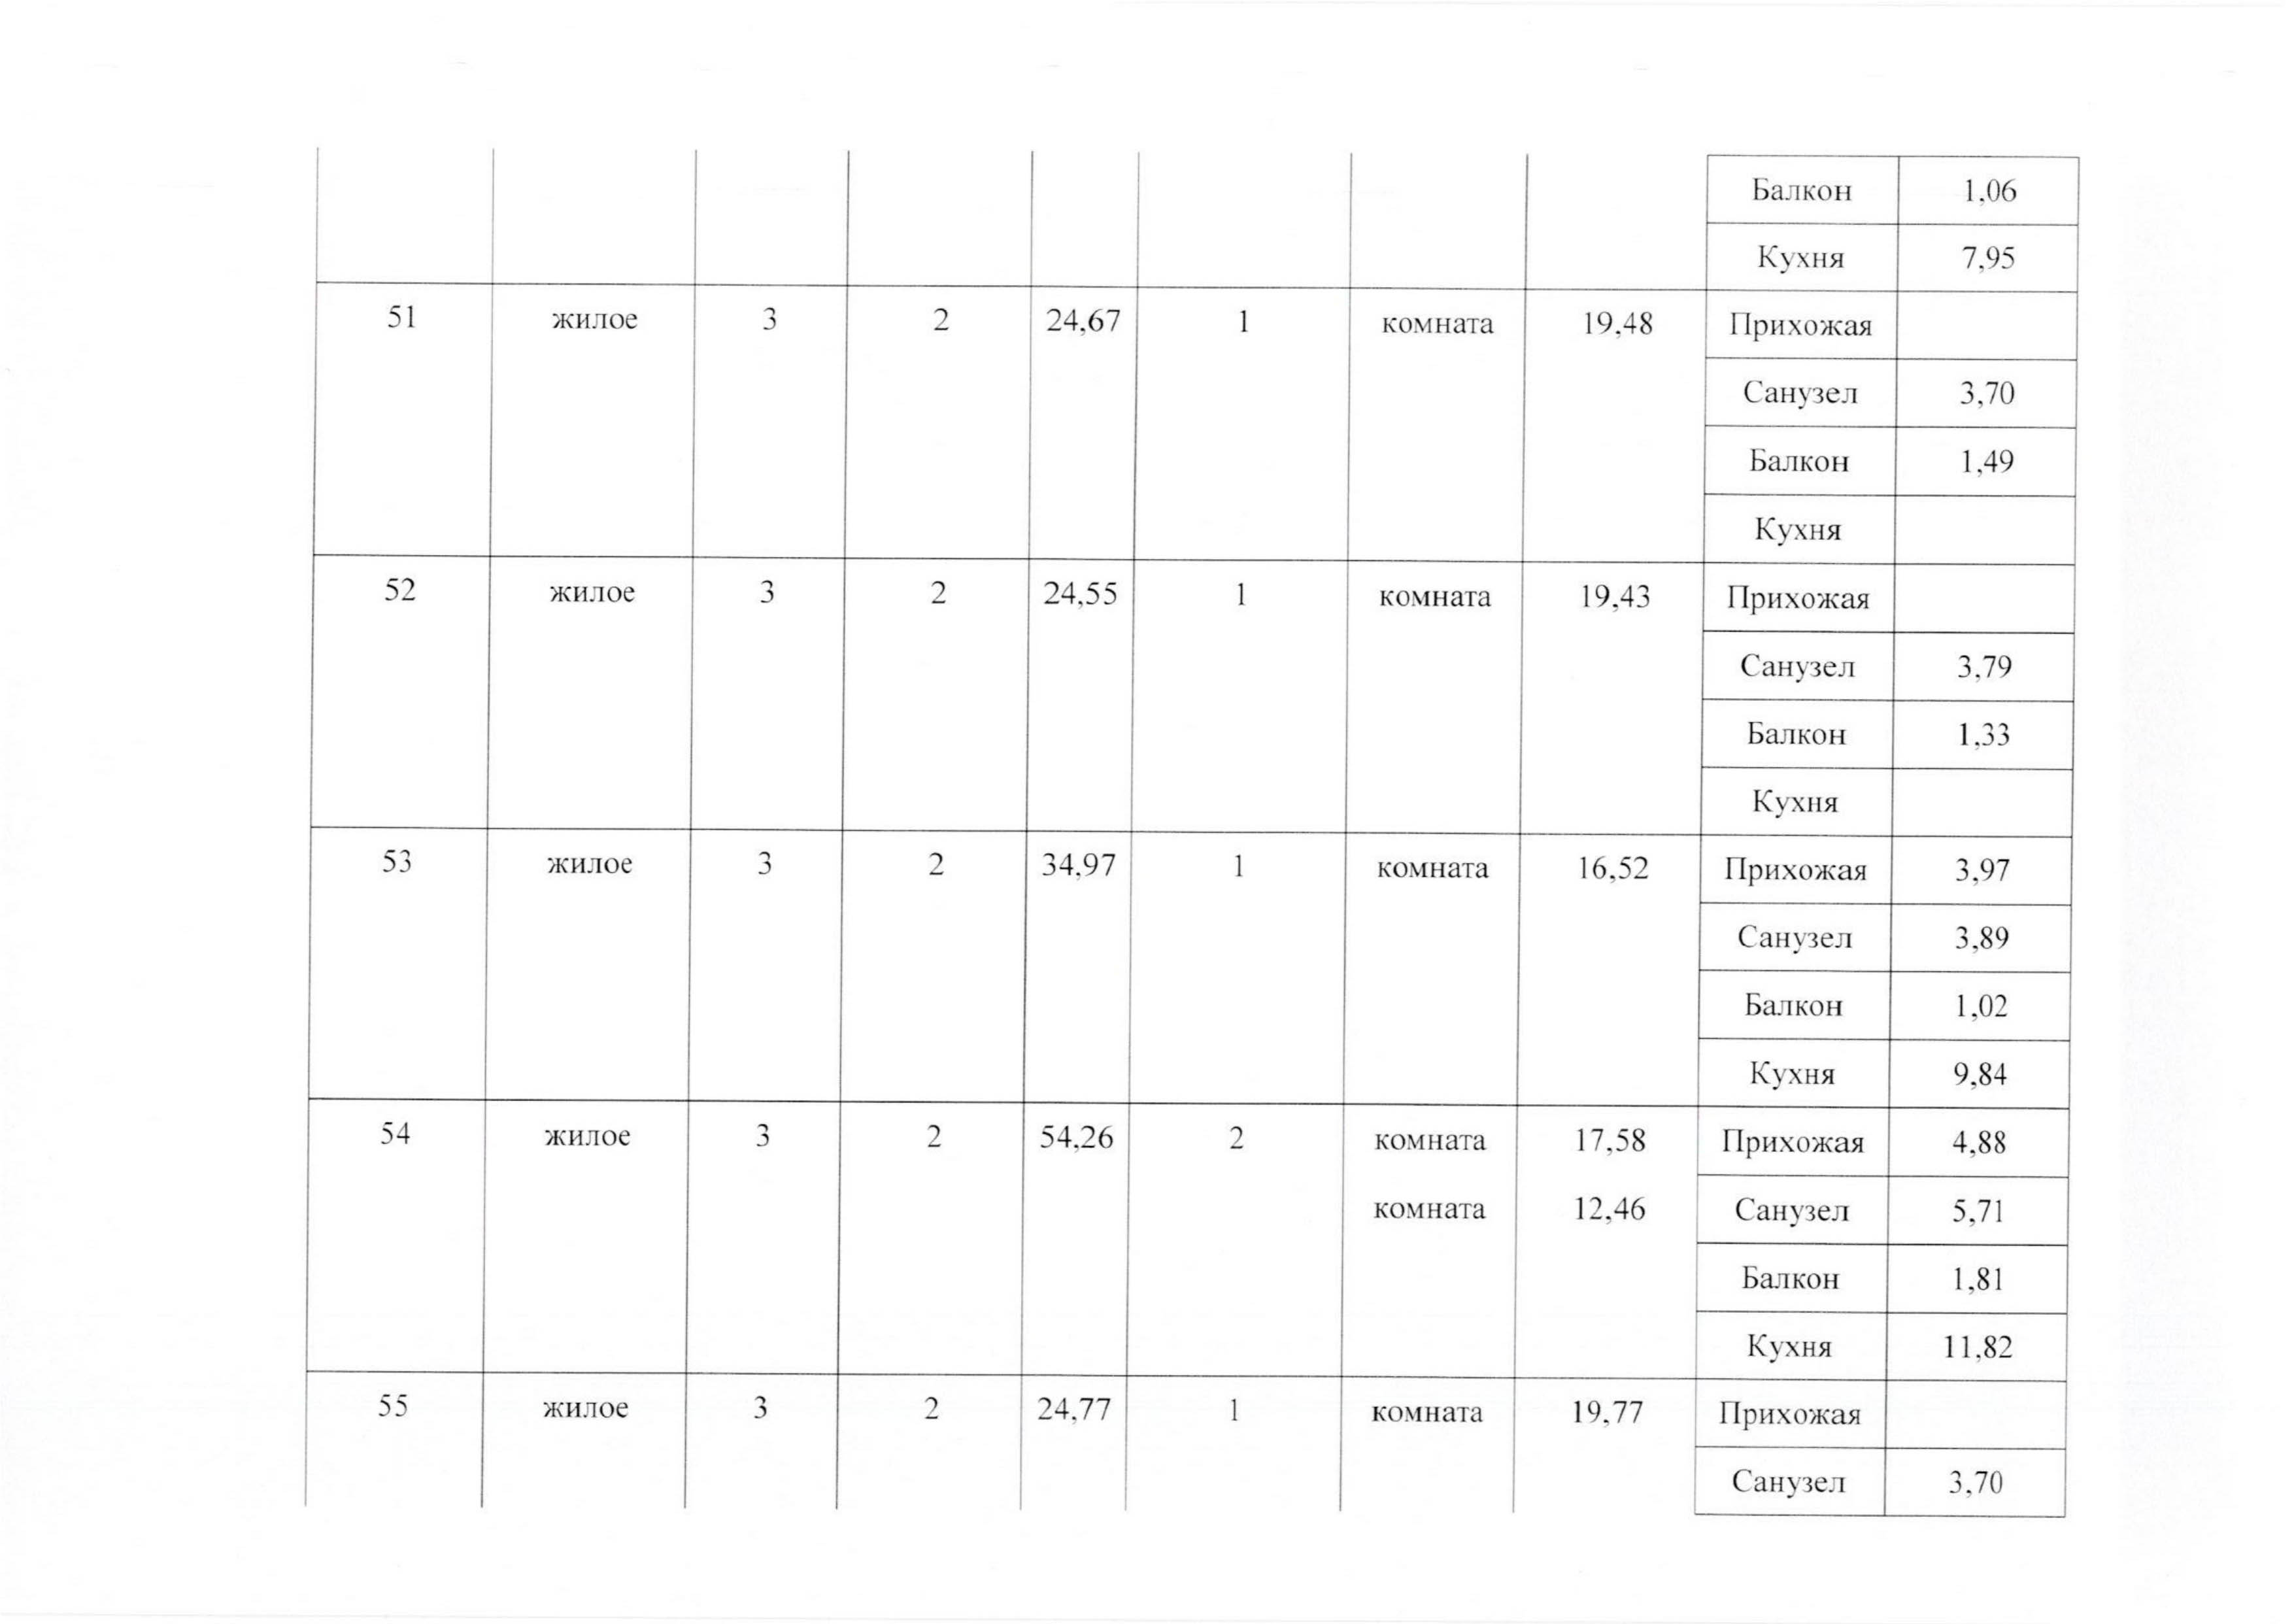 Балкон 1,06
Кухня 7,95
51 жилое 3 2 24,67 1 комната 19,48 Прихожая
Санузел 3,70
Балкон 1,49
Кухня
52 жилое 3 2 24,55 1 комната 19,43 Прихожая
Санузел 3,79
Балкон 1,33
Кухня
53 жилое 3 2 34,97 1 комната 16,52 Прихожая 3,97
Санузел 3,89
Балкон 1,02
Кухня 9,84
54 жилое 3 2 54,26 2 комната 17,58 Прихожая 4,88
комната 12,46 Санузел 5,71
Балкон 1,81
Кухня 11,82
55 жилое 3 2 24,77 1 комната 19,77 Прихожая
Санузел 3,70